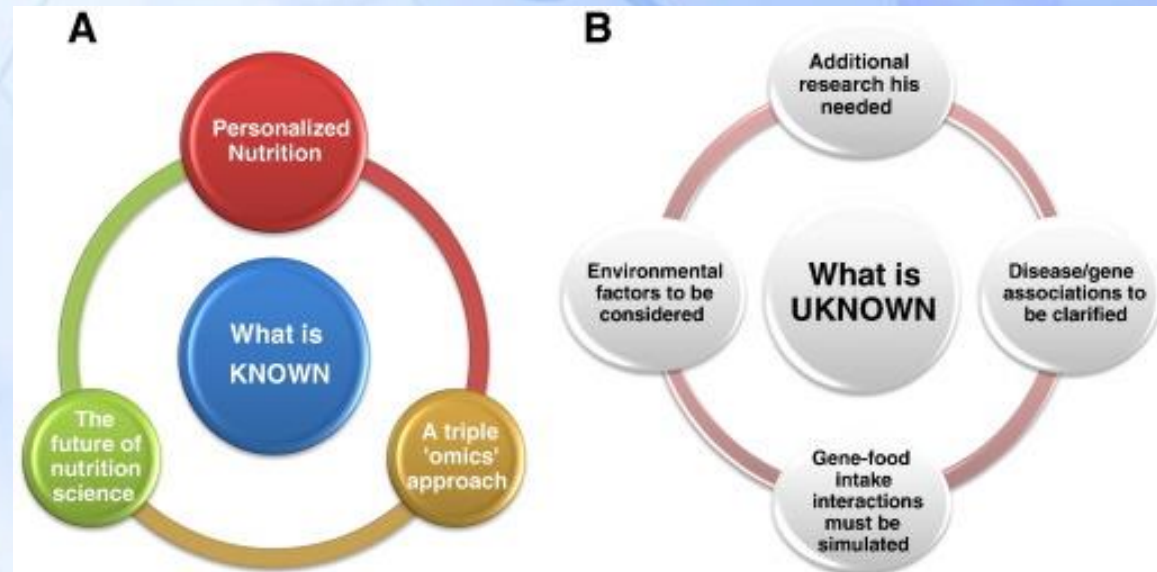 A
Personalized
Nutrition
What is
KNOWN
The
future of
nutrition
science
A triple
'omics'
approach
B
Additional
research his
needed
Environmental
factors to be
considered
What is
UKNOWN
Disease/gene
associations to
be clarified
Gene-food
intake
interactions
must be
simulated